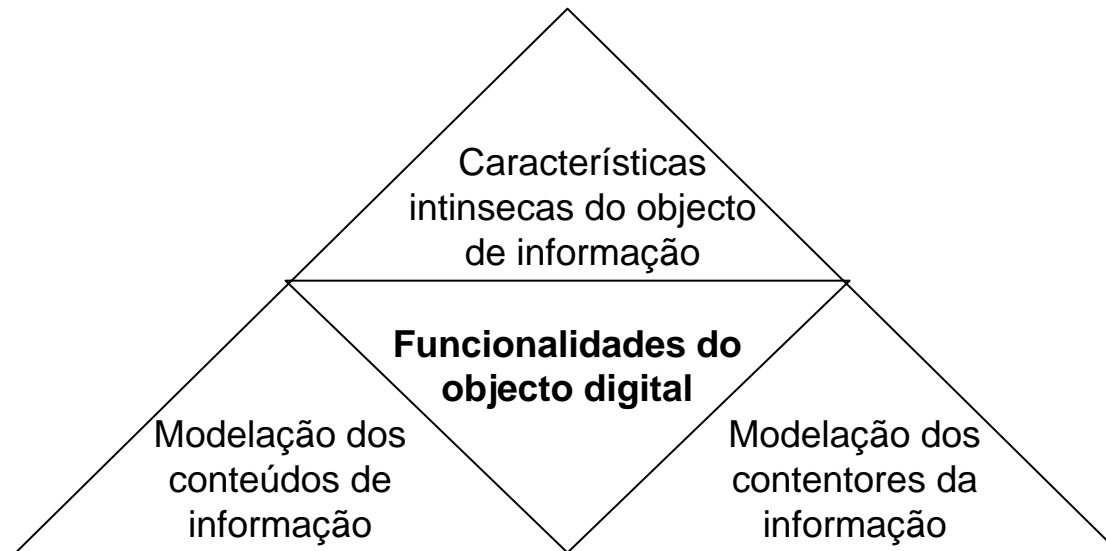 Características
intinsecas do objecto
de informação
Funcionalidades do
objecto digital
Modelação dos
conteúdos de
informação
Modelação dos
contentores da
informação